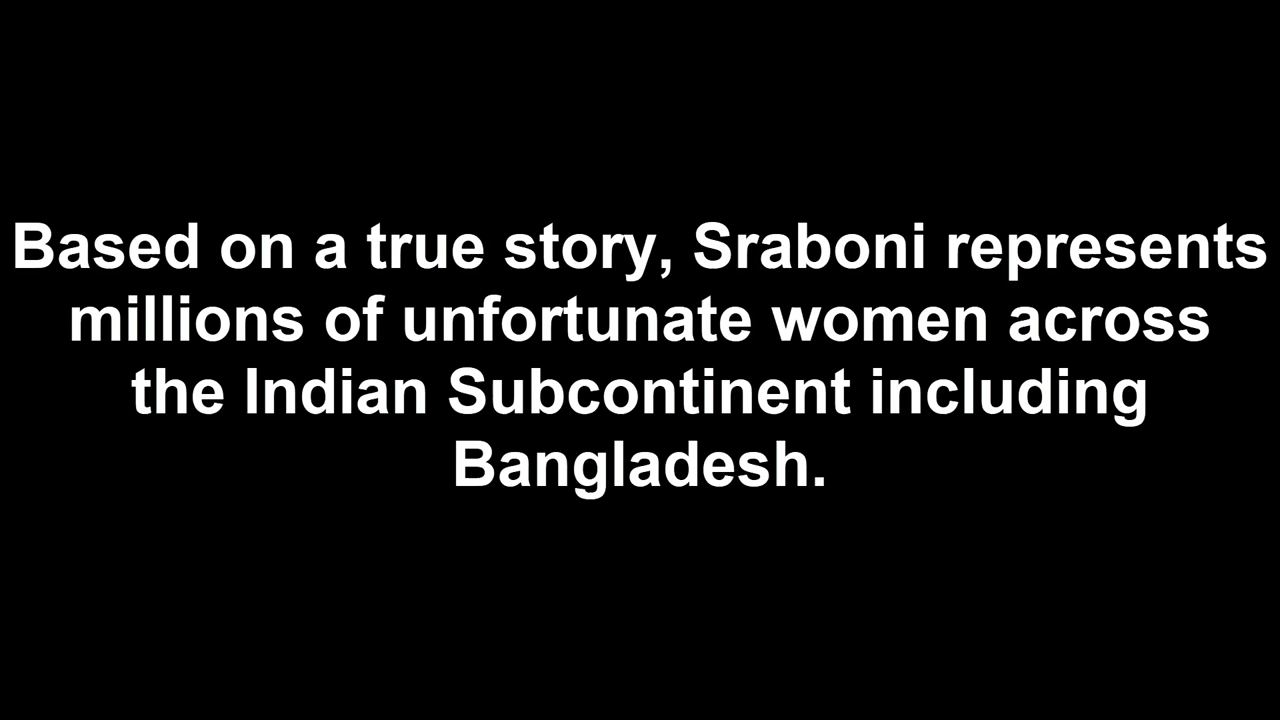 Based on a true story, Sraboni represents
millions of unfortunate women across
the Indian Subcontinent including
Bangladesh.